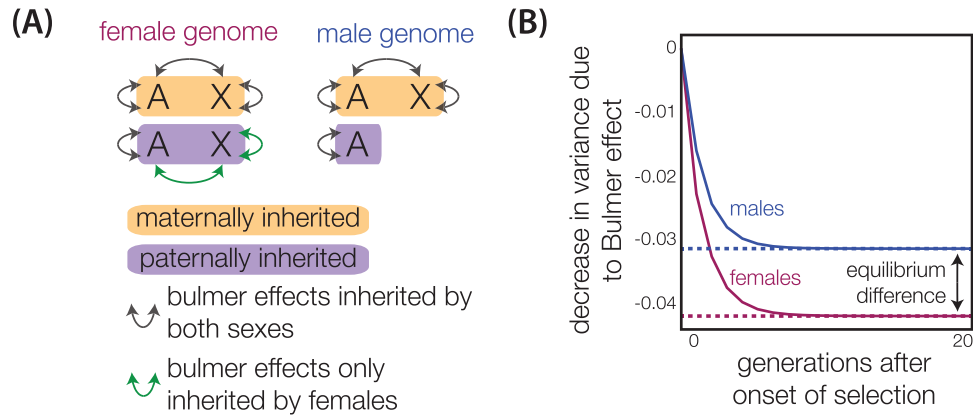 (A)
female genome
male genome
A X
A X
A X
A
maternally inherited
paternally inherited
bulmer effects inherited by
both sexes
bulmer effects only
inherited by females
(B)
decrease in variance due
to Bulmer effect
0
-0.01
-0.02
-0.03
-0.04
males
females
equilibrium
difference
0
20
generations after
onset of selection